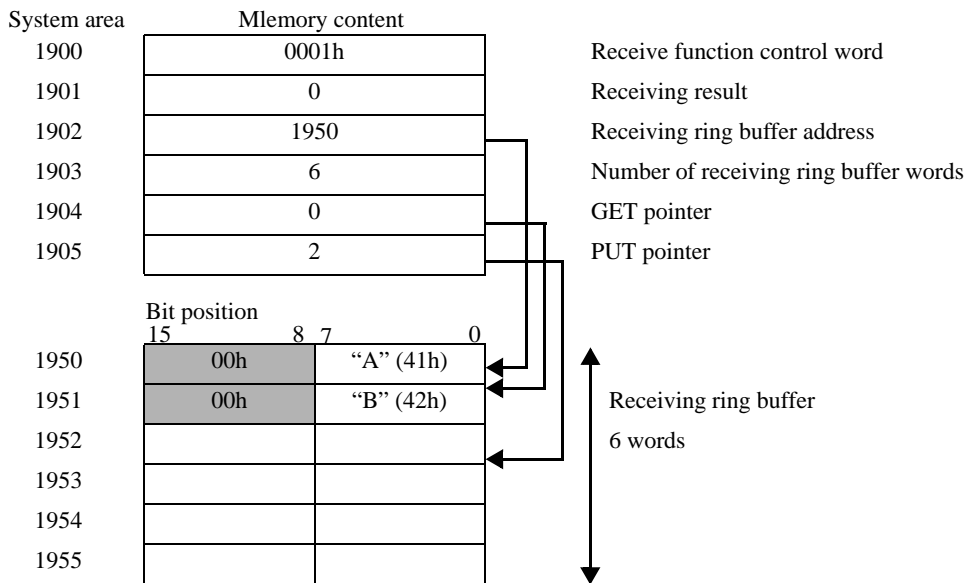 System area Mlemory content
1900 0001h Receive function control word
1901 0 Receiving result
1902 1950 Receiving ring buffer address
1903 6 Number of receiving ring buffer words
1904 0 GET pointer
1905 2 PUT pointer
Bit position
15 8 7 0
1950 00h “A” (41h)
1951 00h “B” (42h) Receiving ring buffer
1952 6 words
1953
1954
1955